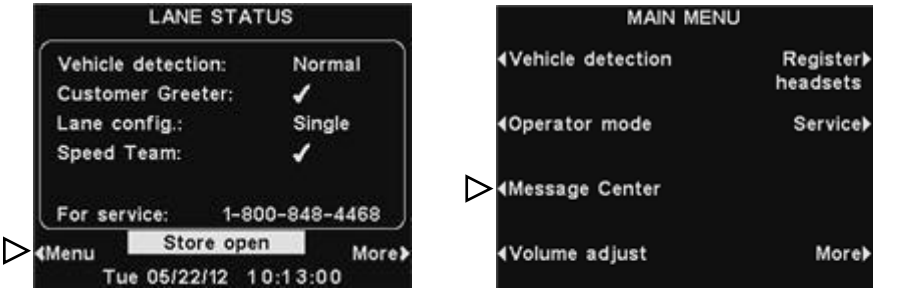 LANE STATUS
Vehicle detection: Normal
Customer Greeter: ✓
Lane config.: Single
Speed Team: ✓
For service: 1-800-848-4468
Store open
Menu More
Tue 05/22/12 10:13:00
MAIN MENU
Vehicle detection Register
headsets
Operator mode Service
Message Center
Volume adjust More